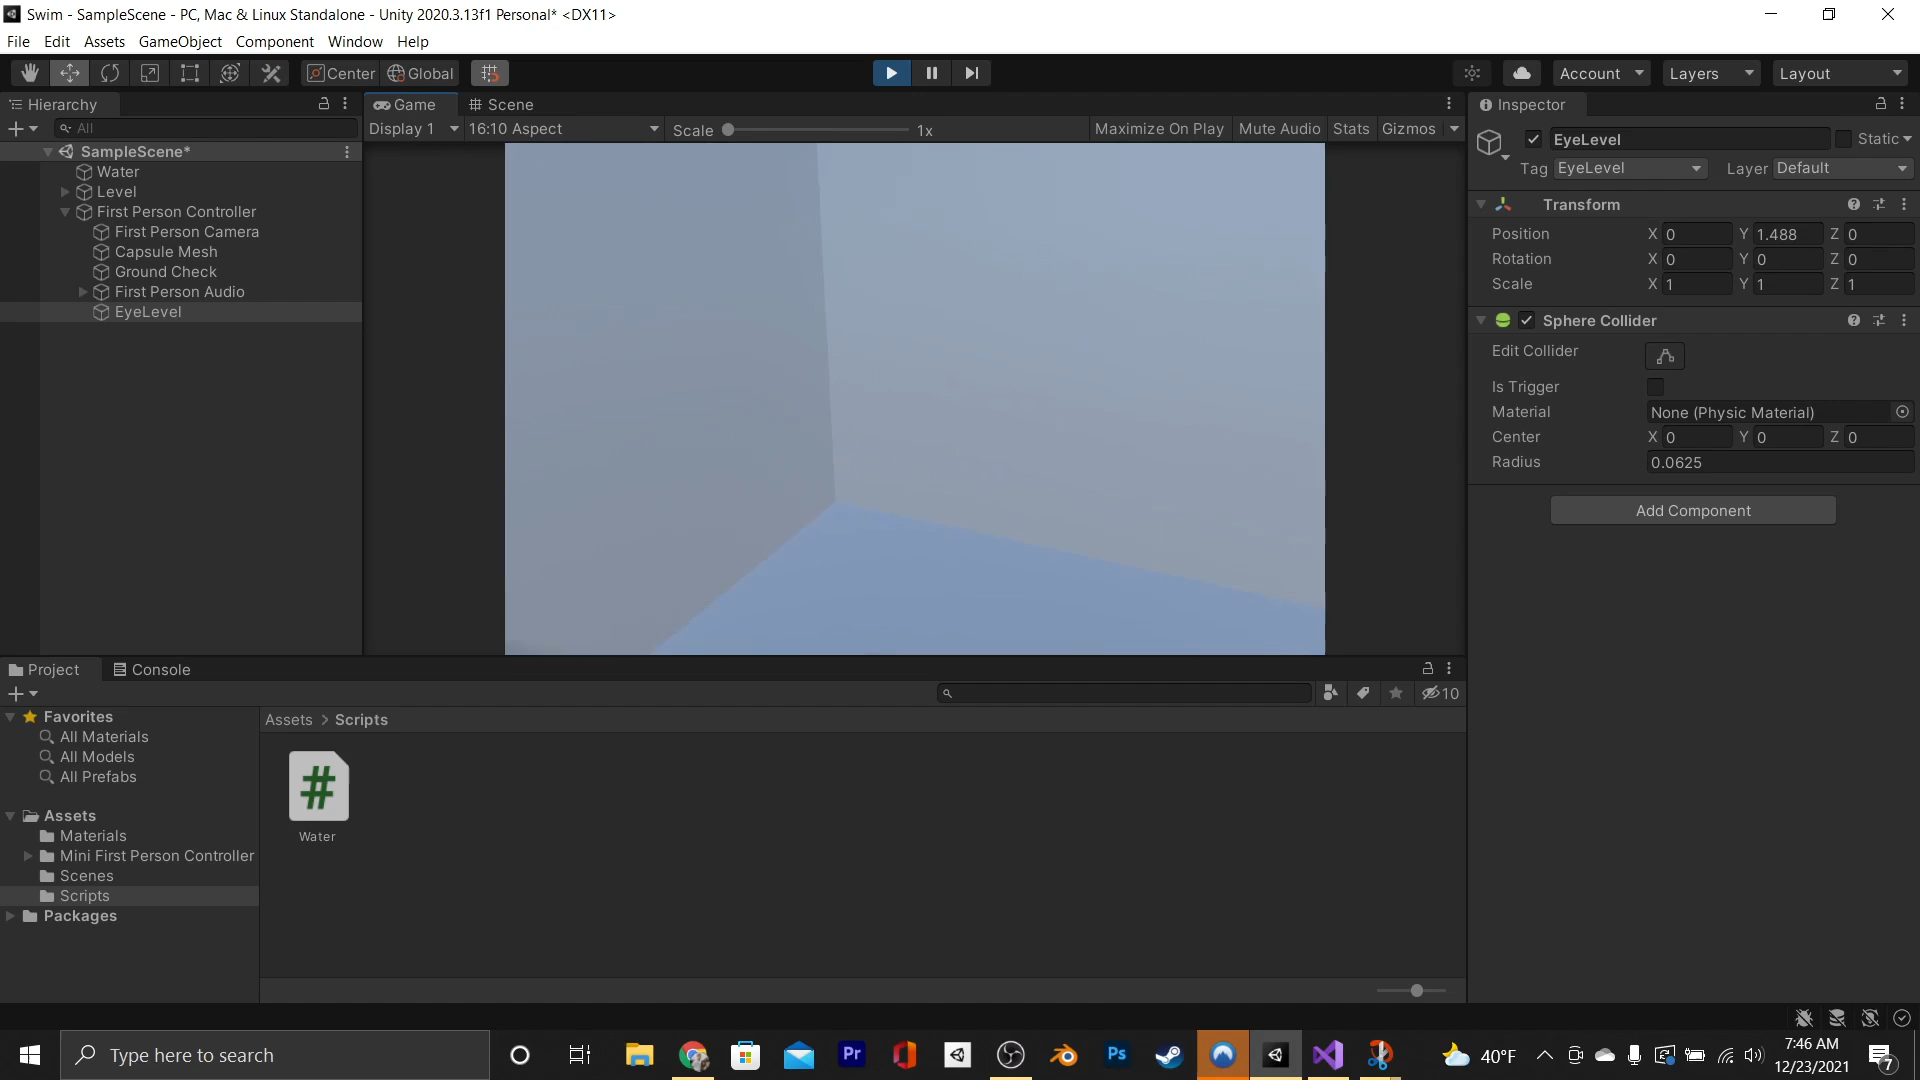 Swim - SampleScene - PC, Mac & Linux Standalone - Unity 2020.3.13f1 Personal* <DX11>
File Edit Assets GameObject Component Window Help
Center Global Account Layers Layout
Hierarchy
All
SampleScene*
Water
Level
First Person Controller
First Person Camera
Capsule Mesh
Ground Check
First Person Audio
EyeLevel
Game Scene
Display 1 16:10 Aspect Scale 1x Maximize On Play Mute Audio Stats Gizmos
Inspector
EyeLevel Static
Tag EyeLevel Layer Default
Transform
Position X 0 Y 1.488 Z 0
Rotation X 0 Y 0 Z 0
Scale X 1 Y 1 Z 1
Sphere Collider
Edit Collider
Is Trigger
Material None (Physic Material)
Center X 0 Y 0 Z 0
Radius 0.0625
Add Component
Project Console
10
Favorites
All Materials
All Models
All Prefabs
Assets
Materials
Mini First Person Controller
Scenes
Scripts
Packages
Assets > Scripts
#
Water
Type here to search
Pr
Ps
40°F
7:46 AM
12/23/2021
7